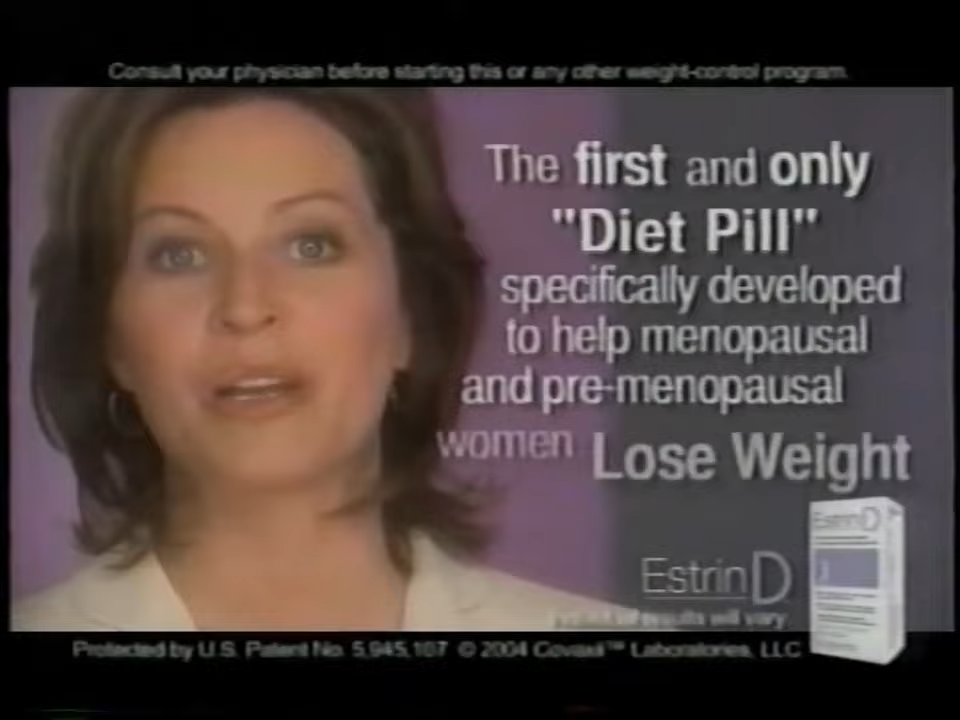 Consult your physician before starting this or any other weight-control program.
The first and only
"Diet Pill"
specifically developed
to help menopausal
and pre-menopausal
women Lose Weight
EstrinD
EstrinD
results will vary
Protected by U.S. Patent No. 5,945,107 © 2004 Covaxil™ Laboratories, LLC